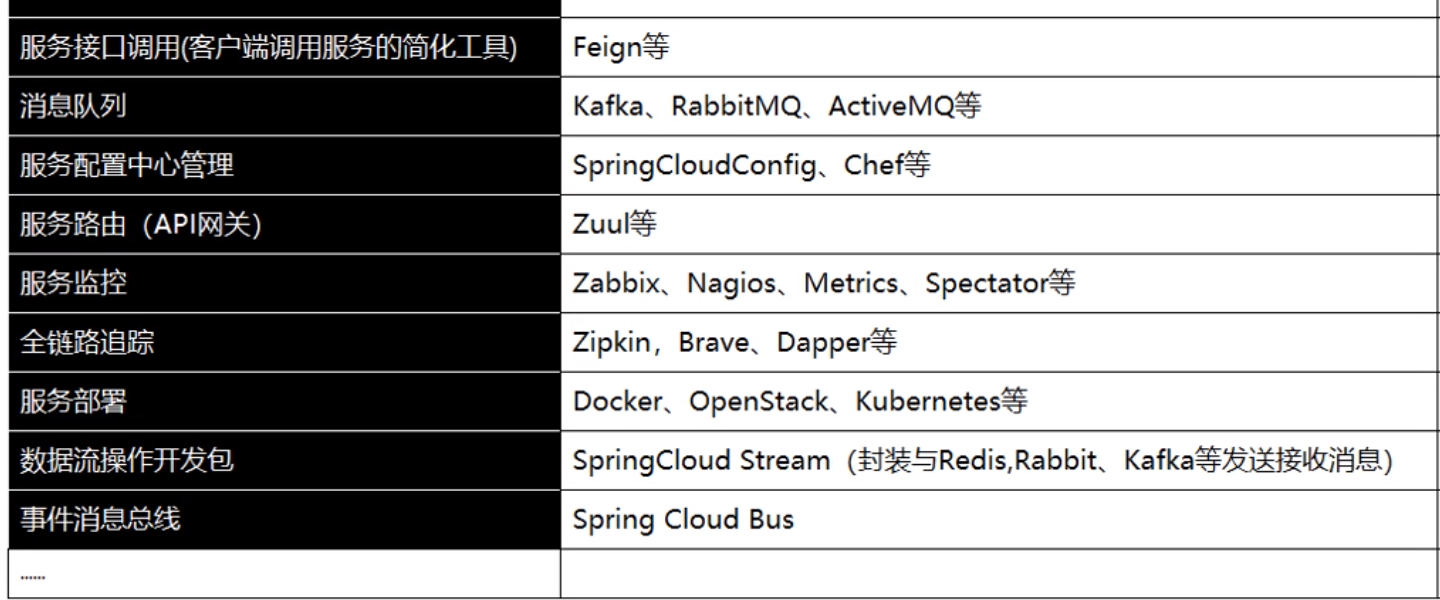 服务接口调用(客户端调用服务的简化工具)
Feign等
消息队列
Kafka、RabbitMQ、ActiveMQ等
服务配置中心管理
SpringCloudConfig、Chef等
服务路由（API网关）
Zuul等
服务监控
Zabbix、Nagios、Metrics、Spectator等
全链路追踪
Zipkin，Brave、Dapper等
服务部署
Docker、OpenStack、Kubernetes等
数据流操作开发包
SpringCloud Stream（封装与Redis,Rabbit、Kafka等发送接收消息）
事件消息总线
Spring Cloud Bus
......